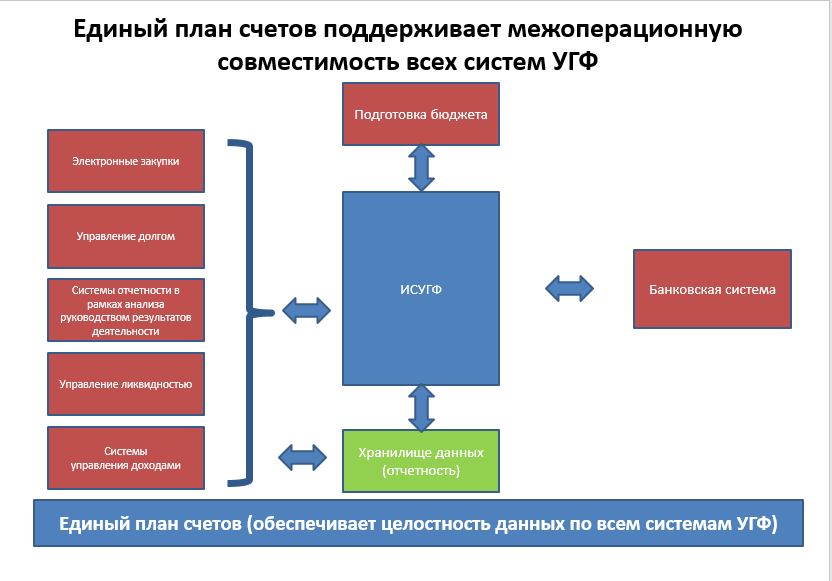 Единый план счетов поддерживает межоперационную
совместимость всех систем УГФ
Подготовка бюджета
Электронные закупки
Управление долгом
Системы отчетности в
рамках анализа
руководством результатов
деятельности
Управление ликвидностью
Системы
управления доходами
ИСУГФ
Банковская система
Хранилище данных
(отчетность)
Единый план счетов (обеспечивает целостность данных по всем системам УГФ)